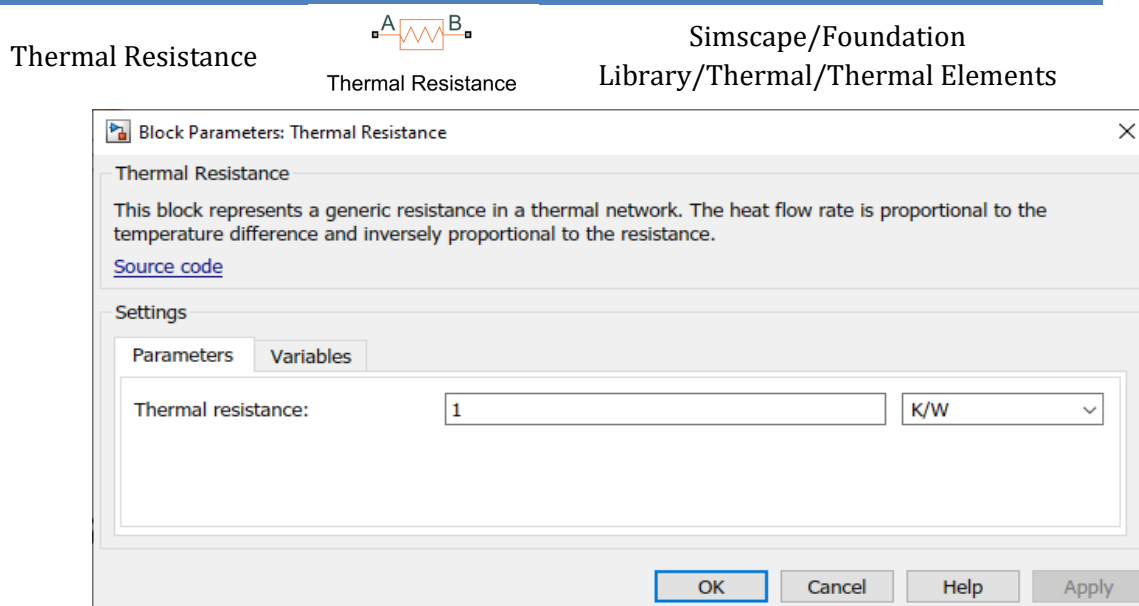 Thermal Resistance
A B
Thermal Resistance
Simscape/Foundation
Library/Thermal/Thermal Elements
Block Parameters: Thermal Resistance
Thermal Resistance
This block represents a generic resistance in a thermal network. The heat flow rate is proportional to the
temperature difference and inversely proportional to the resistance.
Source code
Settings
Parameters Variables
Thermal resistance: 1 K/W
OK Cancel Help Apply